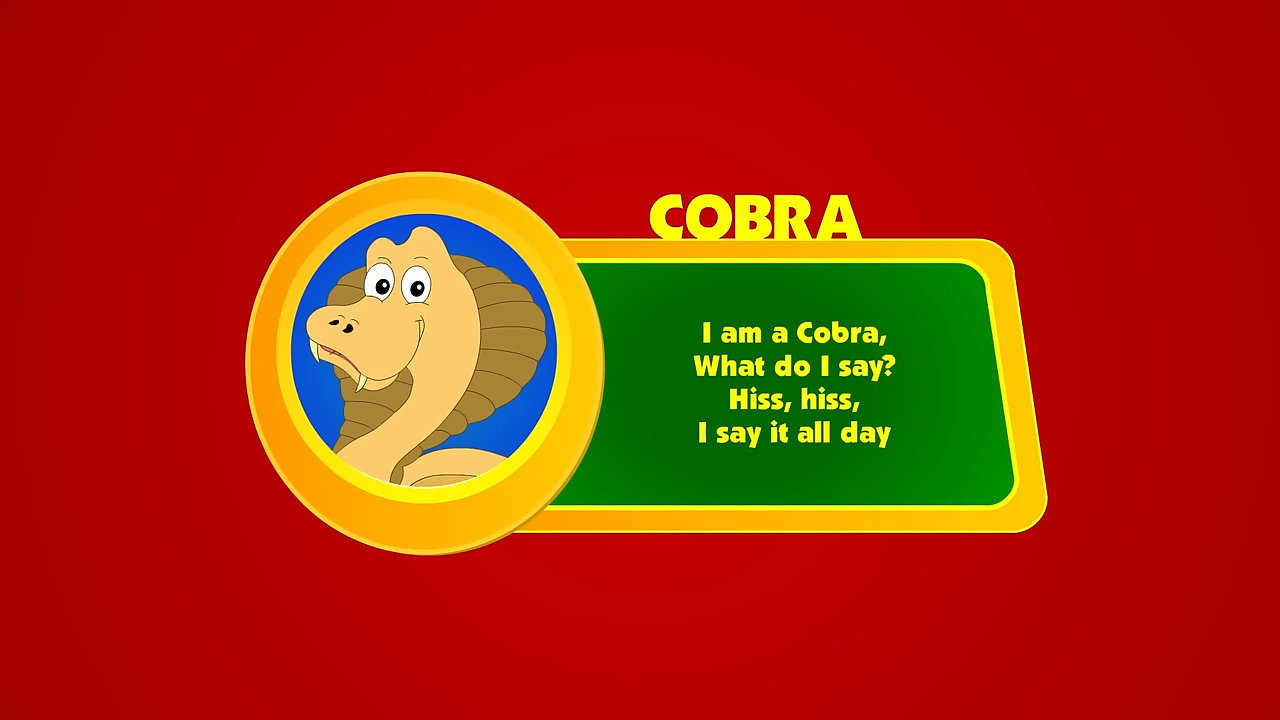 COBRA
I am a Cobra,
What do I say?
Hiss, hiss,
I say it all day